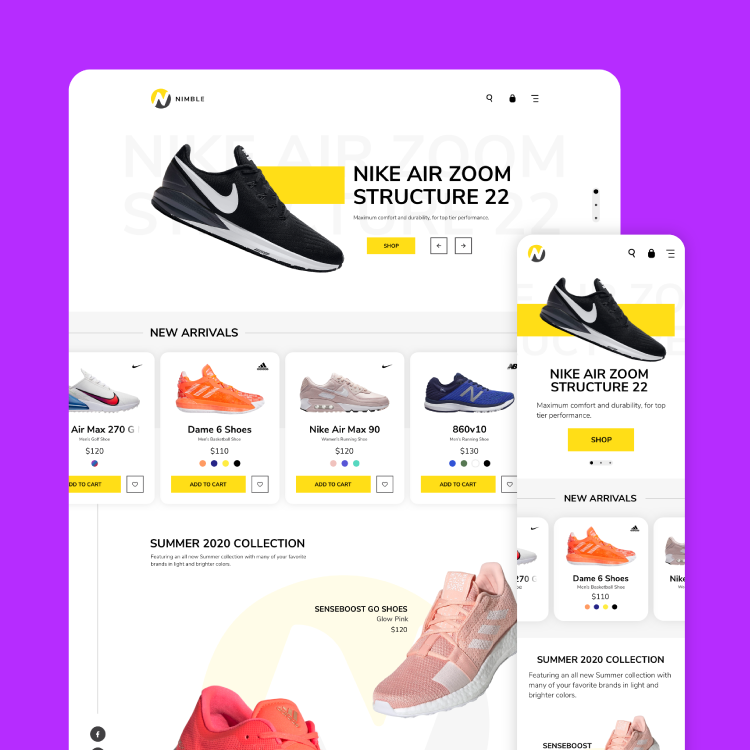 NIMBLE
NIKE AIR ZOOM
STRUCTURE 22
NIKE AIR ZOOM
STRUCTURE 22
Maximum comfort and durability, for top tier performance.
SHOP
NEW ARRIVALS
Air Max 270 G
Men's Golf Shoe
$120
ADD TO CART
Dame 6 Shoes
Men's Basketball Shoe
$110
ADD TO CART
Nike Air Max 90
Women's Running Shoe
$120
ADD TO CART
860v10
Men's Running Shoe
$130
ADD TO CART
SUMMER 2020 COLLECTION
Featuring an all new Summer collection with many of your favorite
brands in light and brighter colors.
SENSEBOOST GO SHOES
Glow Pink
$120
NIKE AIR ZOOM
STRUCTURE 22
Maximum comfort and durability, for top
tier performance.
SHOP
NEW ARRIVALS
270 G
Dame 6 Shoes
Men's Basketball Shoe
$110
Nike
SUMMER 2020 COLLECTION
Featuring an all new Summer collection with
many of your favorite brands in light and
brighter colors.
SENSEBOOST